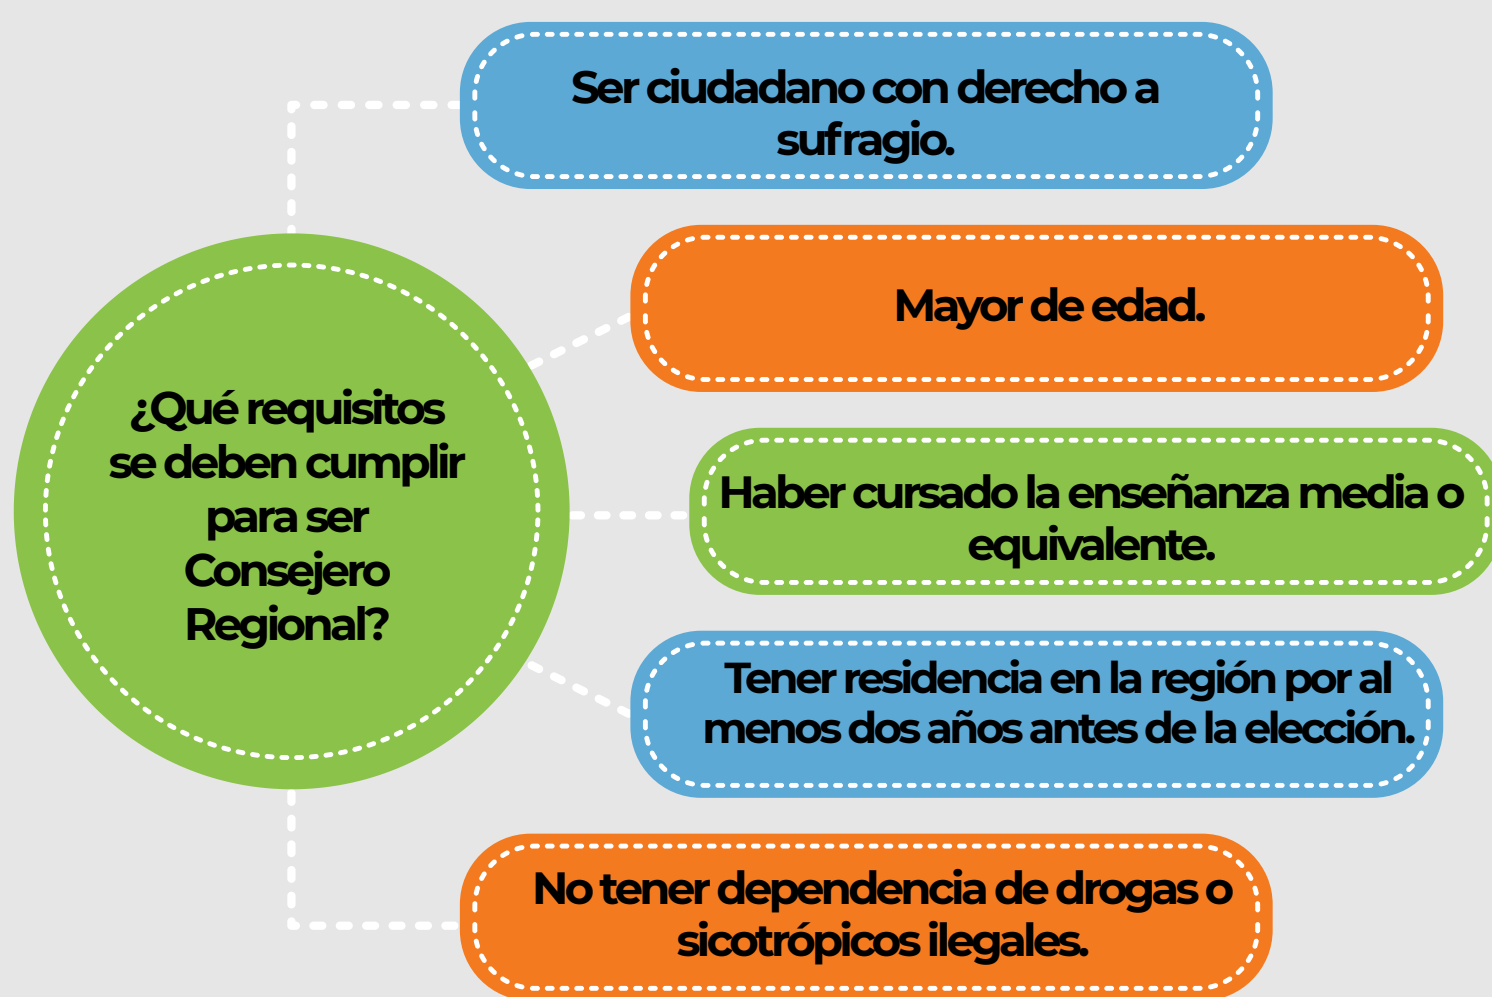 Ser ciudadano con derecho a
sufragio.
Mayor de edad.
¿Qué requisitos
se deben cumplir
para ser
Consejero
Regional?
Haber cursado la enseñanza media o
equivalente.
Tener residencia en la región por al
menos dos años antes de la elección.
No tener dependencia de drogas o
sicotrópicos ilegales.